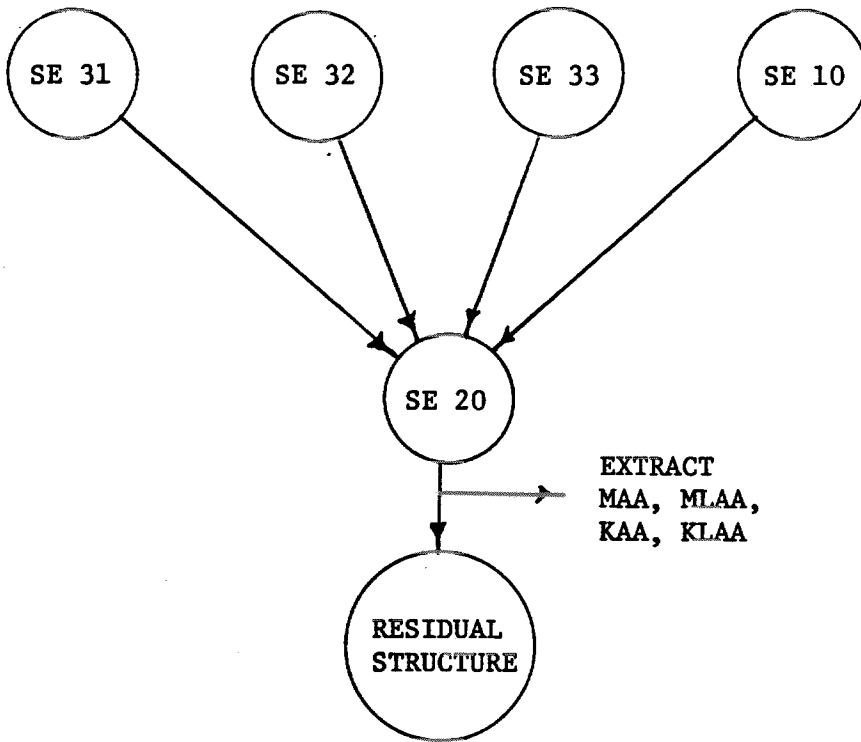 SE 31
SE 32
SE 33
SE 10
SE 20
EXTRACT
MAA, MLAA,
KAA, KLAA
RESIDUAL
STRUCTURE